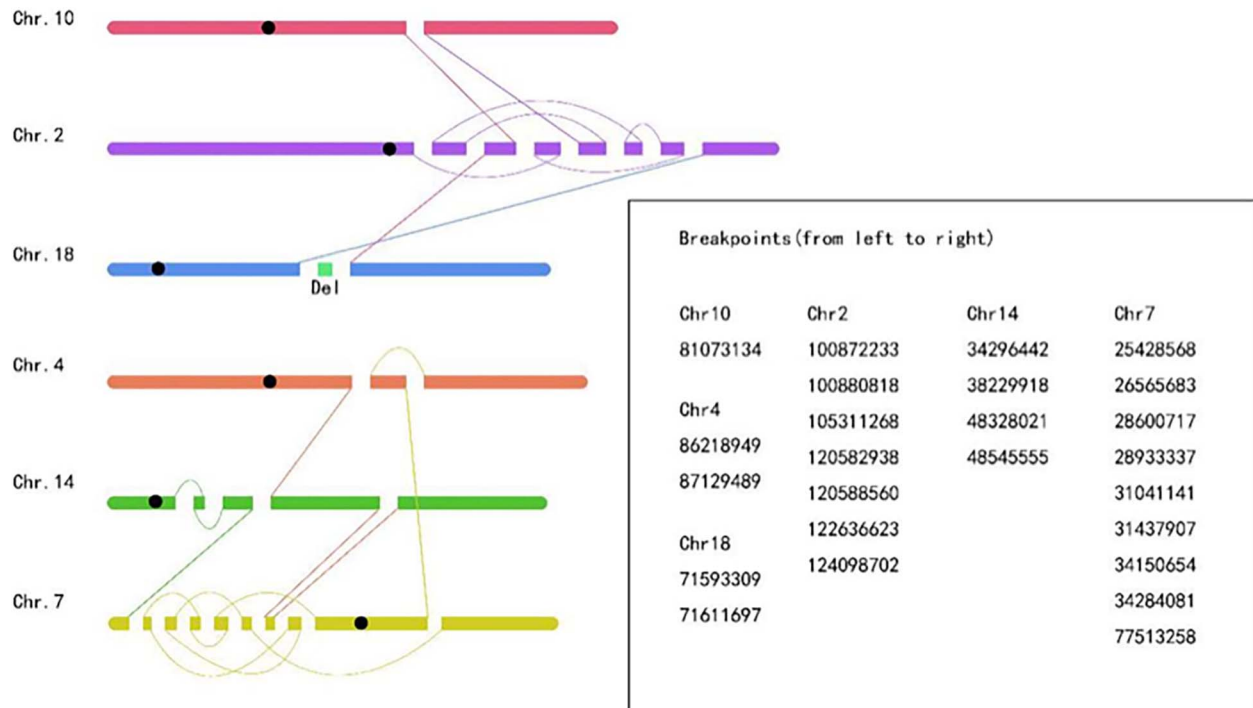 Chr.10
Chr.2
Chr.18
Del
Chr.4
Chr.14
Chr.7
Breakpoints(from left to right)
Chr10 Chr2 Chr14 Chr7
81073134 100872233 34296442 25428568
100880818 38229918 26565683
Chr4 105311268 48328021 28600717
86218949 120582938 48545555 28933337
87129489 120588560 31041141
Chr18 122636623 31437907
71593309 124098702 34150654
71611697 34284081
77513258